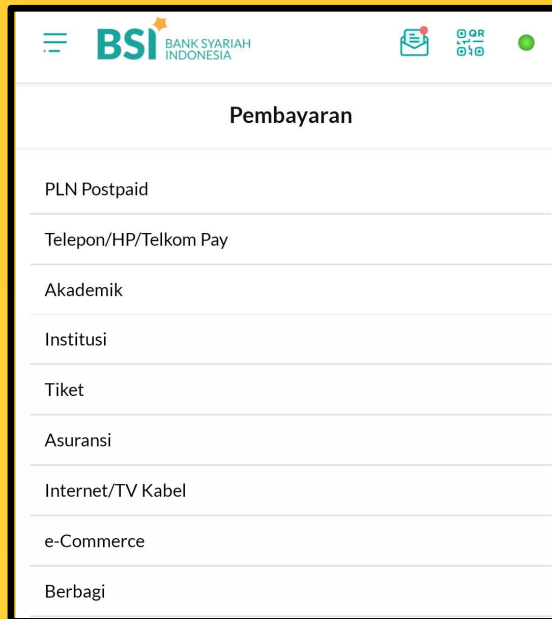 BSI BANK SYARIAH
INDONESIA
QR
Pembayaran
PLN Postpaid
Telepon/HP/Telkom Pay
Akademik
Institusi
Tiket
Asuransi
Internet/TV Kabel
e-Commerce
Berbagi